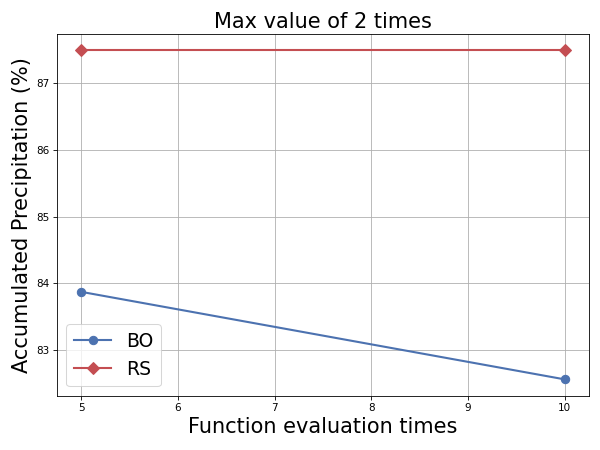 Max value of 2 times
Accumulated Precipitation (%)
87
86
85
84
83
BO
RS
5 6 7 8 9 10
Function evaluation times